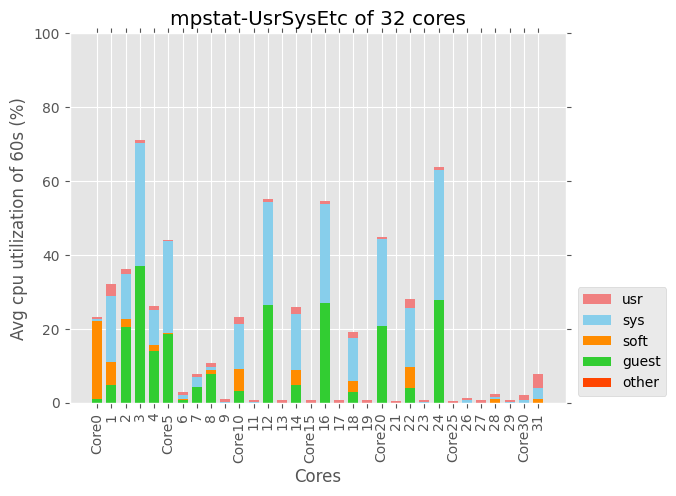 mpstat-UsrSysEtc of 32 cores
100
80
60
40
20
0
Avg cpu utilization of 60s (%)
Core0
1
2
3
4
Core5
6
7
8
9
Core10
11
12
13
14
Core15
16
17
18
19
Core20
21
22
23
24
Core25
26
27
28
29
Core30
31
Cores
usr
sys
soft
guest
other